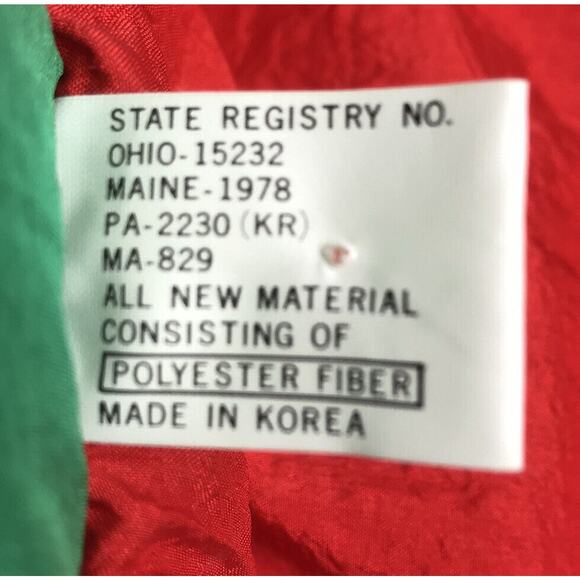 STATE REGISTRY NO.
OHIO-15232
MAINE-1978
PA-2230 (KR)
MA-829
ALL NEW MATERIAL
CONSISTING OF
POLYESTER FIBER
MADE IN KOREA